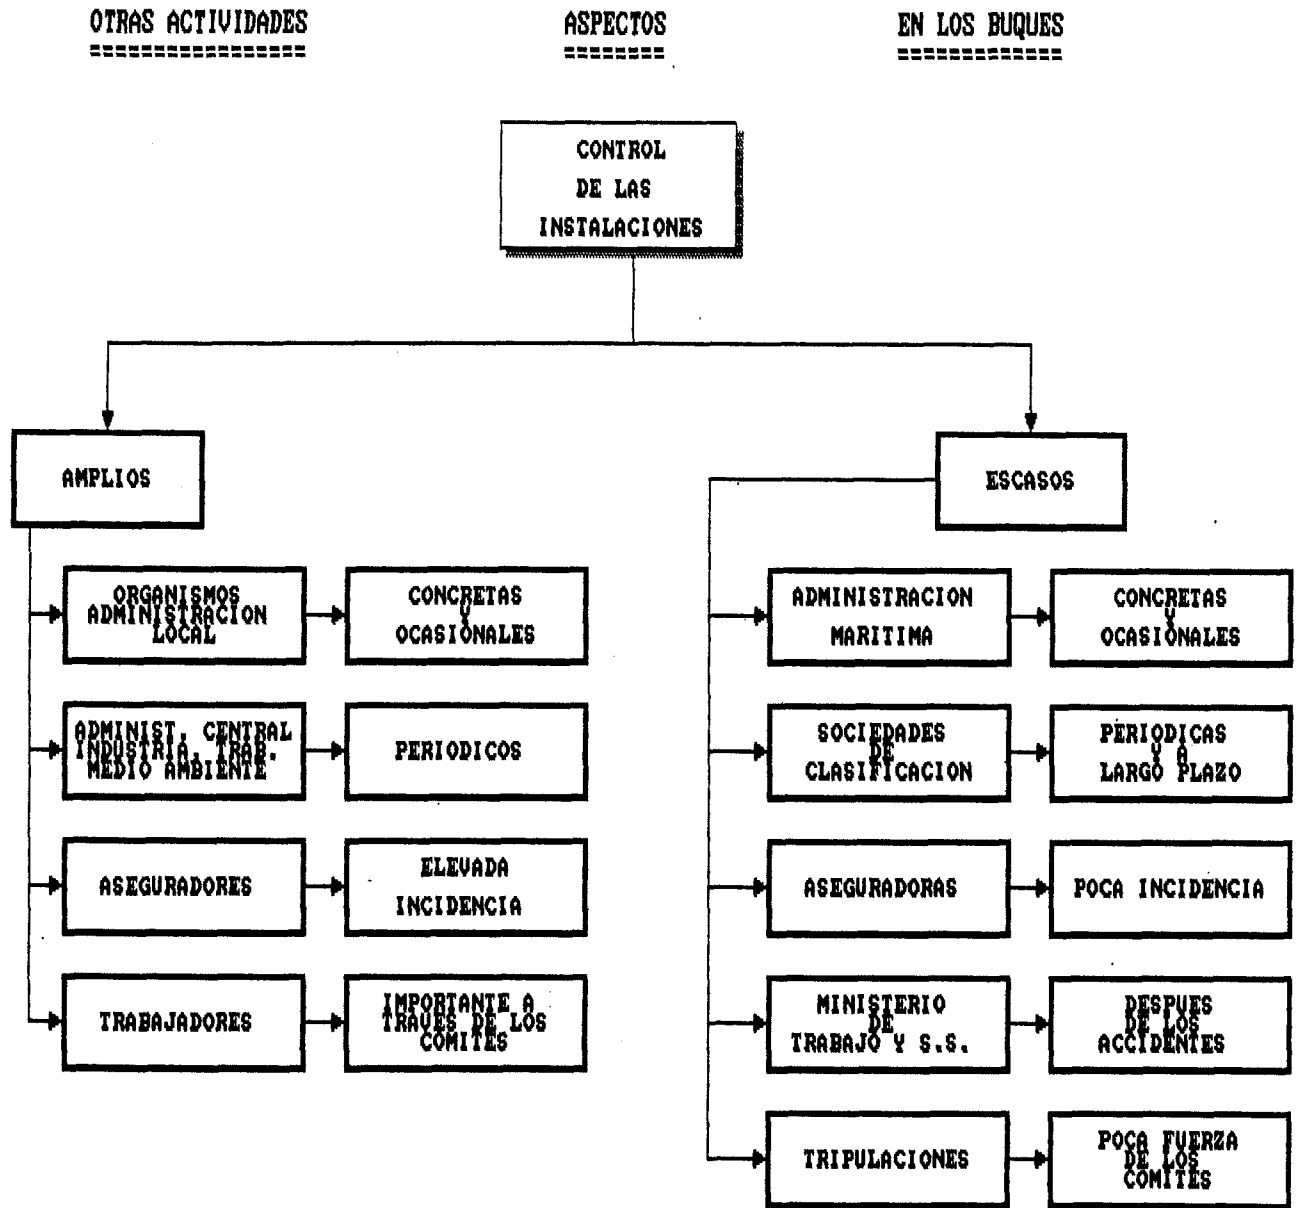 OTRAS ACTIVIDADES
================
ASPECTOS
========
EN LOS BUQUES
=============
CONTROL
DE LAS
INSTALACIONES
AMPLIOS
ORGANISMOS
ADMINISTRACION
LOCAL
CONCRETAS
Y
OCASIONALES
ADMINIST. CENTRAL
INDUSTRIA, TRAB.
MEDIO AMBIENTE
PERIODICOS
ASEGURADORES
ELEVADA
INCIDENCIA
TRABAJADORES
IMPORTANTE A
TRAVES DE LOS
COMITES
ESCASOS
ADMINISTRACION
MARITIMA
CONCRETAS
Y
OCASIONALES
SOCIEDADES
DE
CLASIFICACION
PERIODICAS
Y A
LARGO PLAZO
ASEGURADORAS
POCA INCIDENCIA
MINISTERIO
DE
TRABAJO Y S.S.
DESPUES
DE LOS
ACCIDENTES
TRIPULACIONES
POCA FUERZA
DE LOS
COMITES